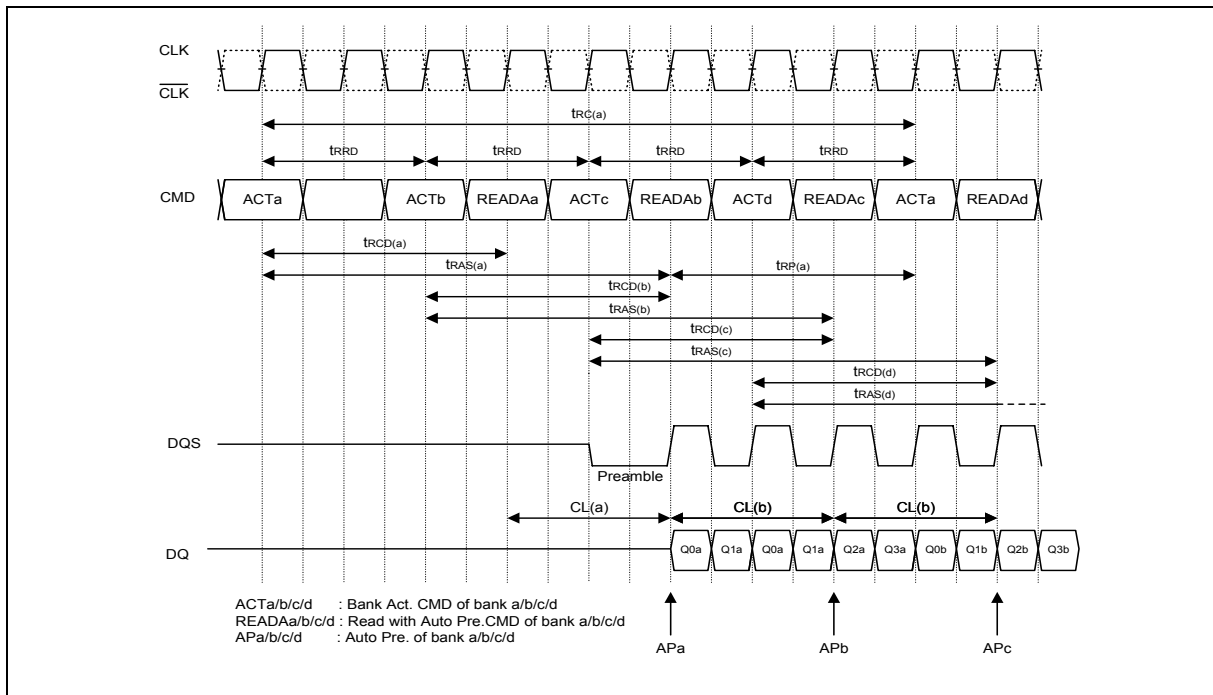 CLK
CLK
tRC(a)
tRRD tRRD tRRD tRRD
CMD ACTa ACTb READAa ACTc READAb ACTd READAc ACTa READAd
tRCD(a)
tRAS(a) tRP(a)
tRCD(b)
tRAS(b)
tRCD(c)
tRAS(c)
tRCD(d)
tRAS(d)
DQS
Preamble
CL(a) CL(b) CL(b)
DQ Q0a Q1a Q0a Q1a Q2a Q3a Q0b Q1b Q2b Q3b
ACTa/b/c/d : Bank Act. CMD of bank a/b/c/d
READAa/b/c/d : Read with Auto Pre.CMD of bank a/b/c/d
APa/b/c/d : Auto Pre. of bank a/b/c/d
APa APb APc